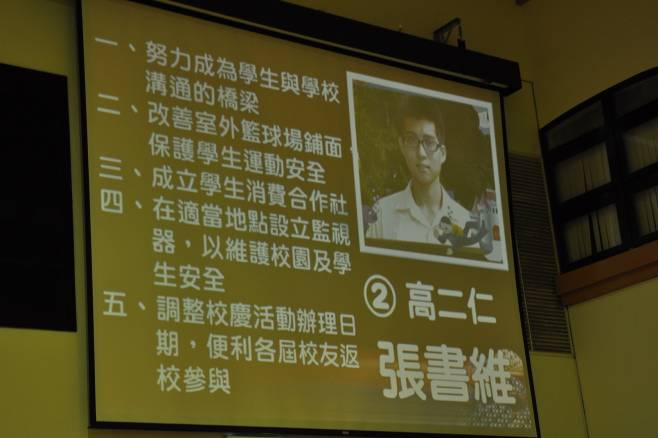 一、努力成為學生與學校
溝通的橋梁
二、改善室外籃球場鋪面，
保護學生運動安全
三、成立學生消費合作社
四、在適當地點設立監視
器，以維護校園及學
生安全
五、調整校慶活動辦理日
期，便利各屆校友返
校參與
② 高二仁
張書維